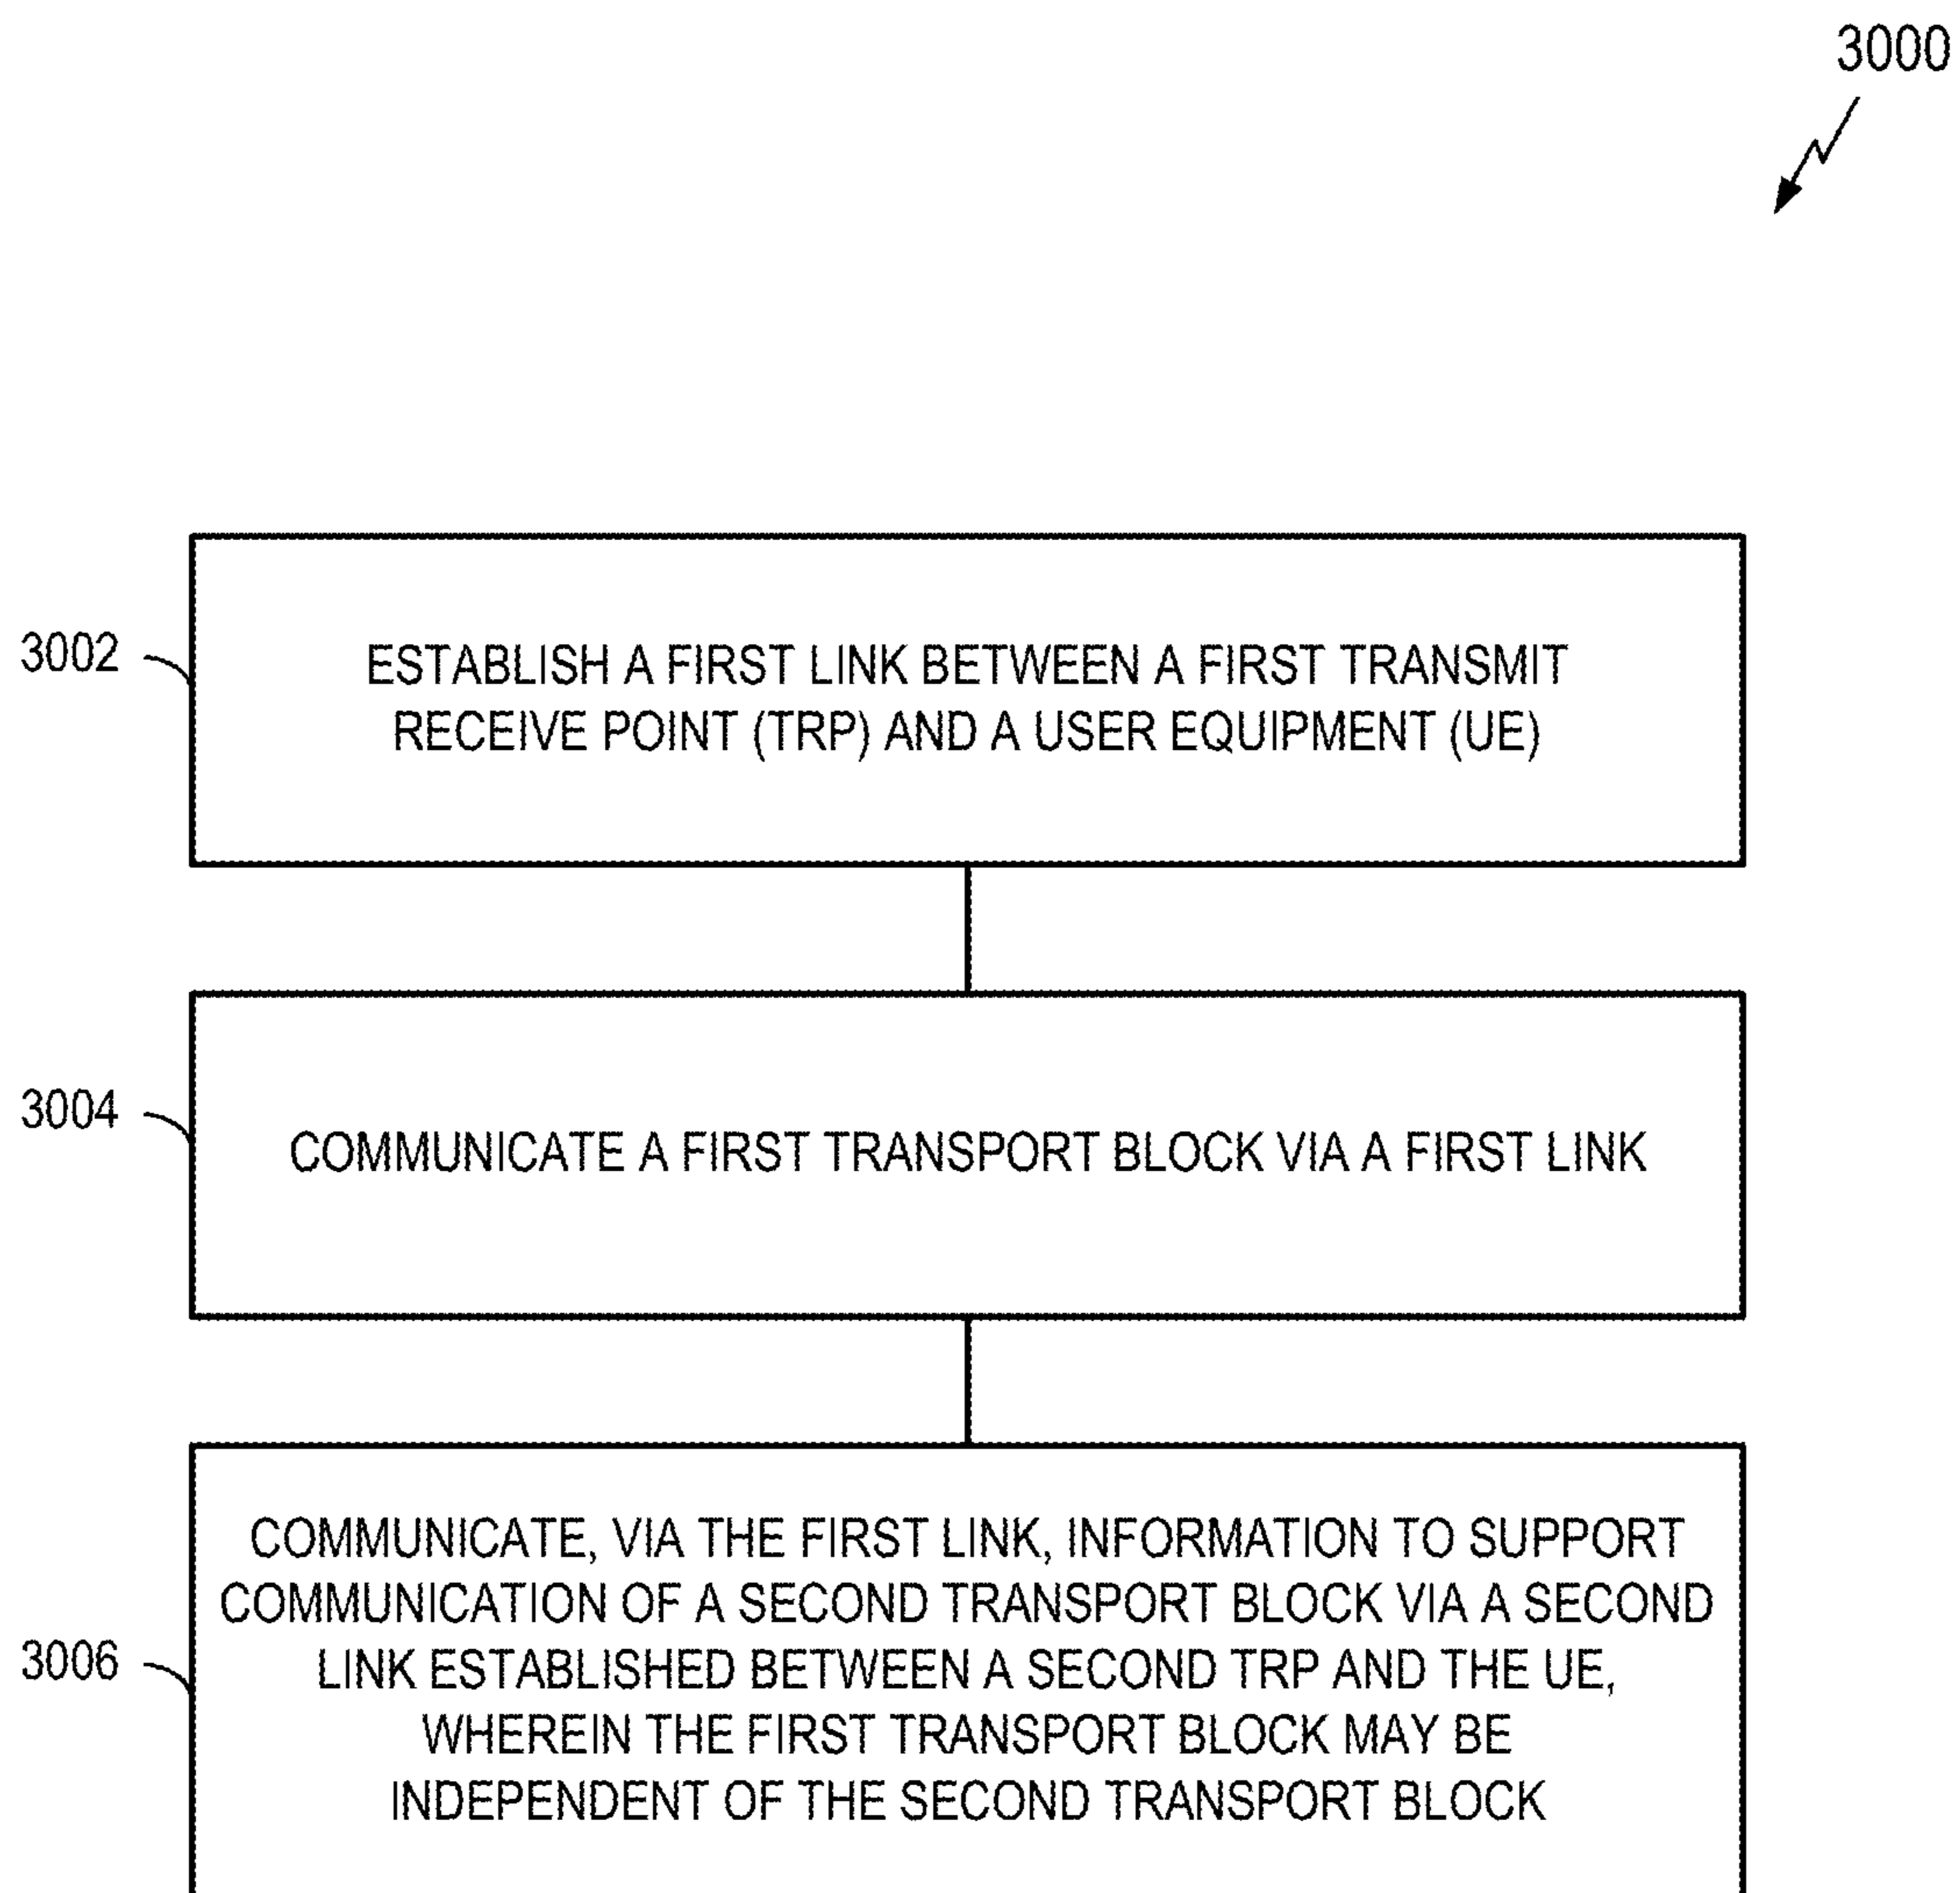 3000
3002
ESTABLISH A FIRST LINK BETWEEN A FIRST TRANSMIT
RECEIVE POINT (TRP) AND A USER EQUIPMENT (UE)
3004
COMMUNICATE A FIRST TRANSPORT BLOCK VIA A FIRST LINK
3006
COMMUNICATE, VIA THE FIRST LINK, INFORMATION TO SUPPORT
COMMUNICATION OF A SECOND TRANSPORT BLOCK VIA A SECOND
LINK ESTABLISHED BETWEEN A SECOND TRP AND THE UE,
WHEREIN THE FIRST TRANSPORT BLOCK MAY BE
INDEPENDENT OF THE SECOND TRANSPORT BLOCK